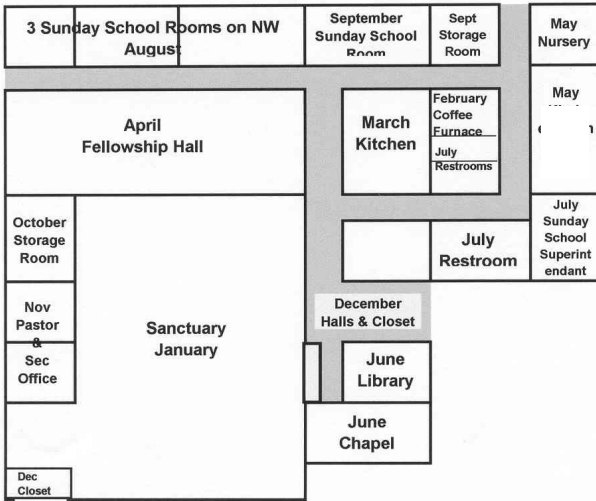 3 Sunday School Rooms on NW
August
September
Sunday School
Room
Sept
Storage
Room
May
Nursery
April
Fellowship Hall
March
Kitchen
February
Coffee
Furnace
July
Restrooms
May
October
Storage
Room
July
Restroom
July
Sunday
School
Superint
endant
Nov
Pastor
&
Sec
Office
Sanctuary
January
December
Halls & Closet
June
Library
June
Chapel
Dec
Closet